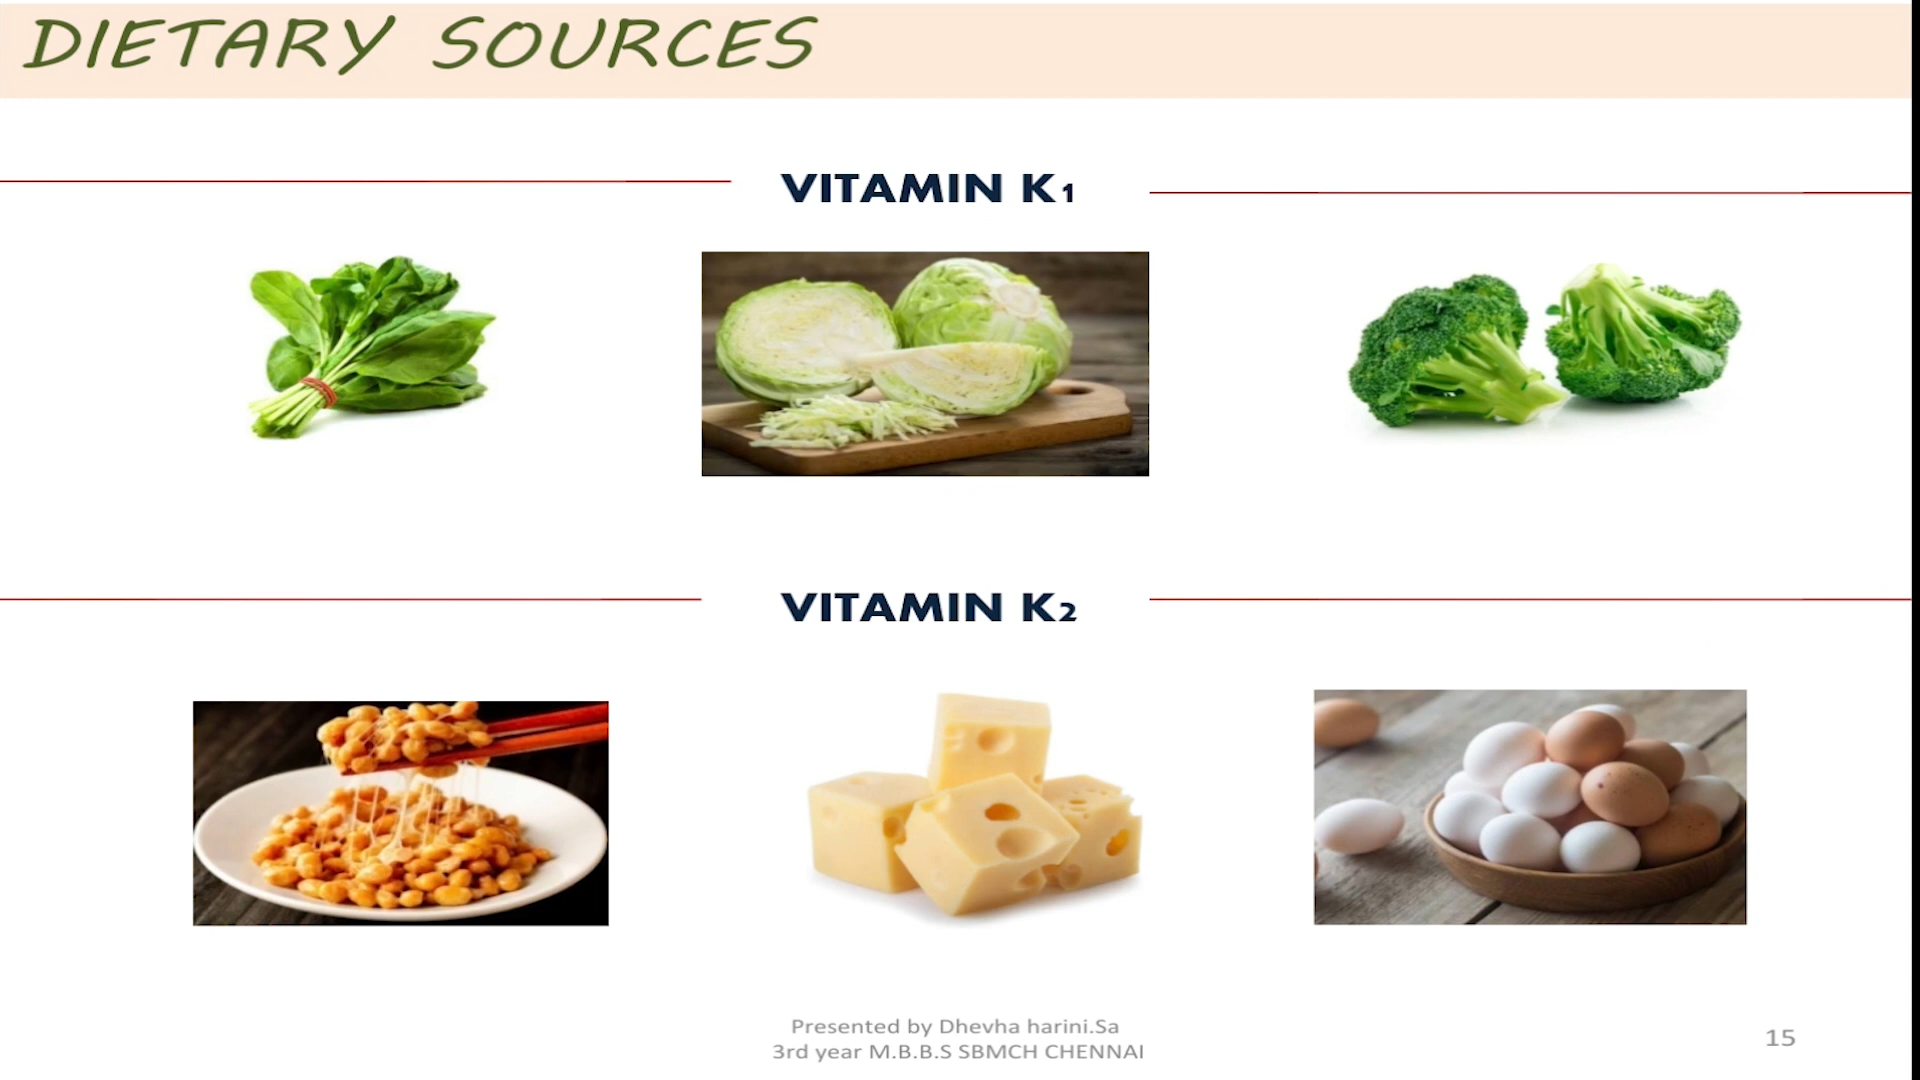 DIETARY SOURCES
VITAMIN K₁
VITAMIN K₂
Presented by Dhevha harini.Sa
3rd year M.B.B.S SBMCH CHENNAI
15